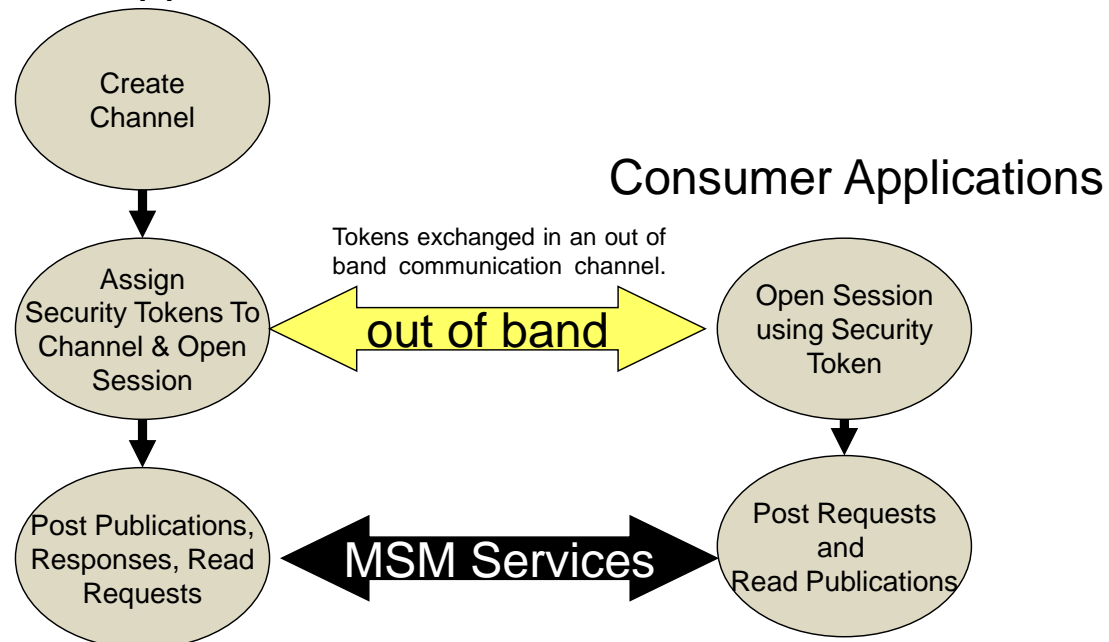 Create
Channel
Consumer Applications
Tokens exchanged in an out of
band communication channel.
Assign
Security Tokens To
Channel & Open
Session
out of band
Open Session
using Security
Token
Post Publications,
Responses, Read
Requests
MSM Services
Post Requests
and
Read Publications